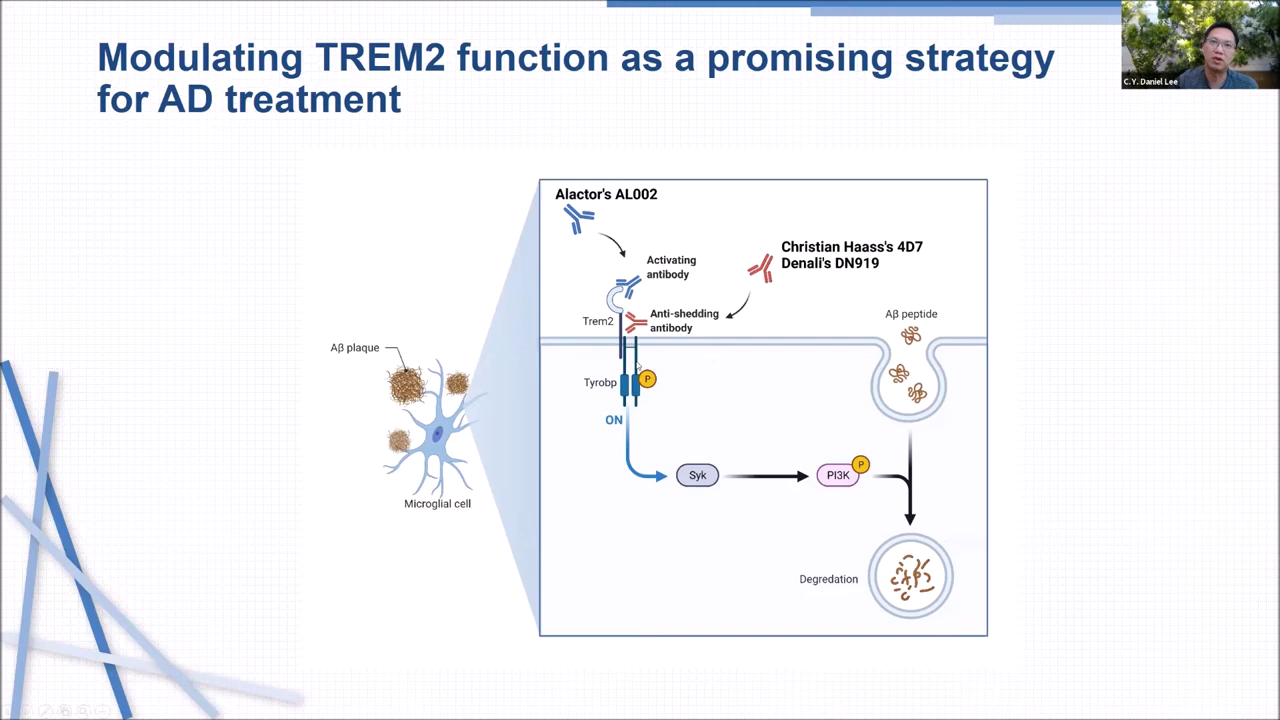 Modulating TREM2 function as a promising strategy
for AD treatment
C.Y. Daniel Lee
Alactor's AL002
Christian Haass's 4D7
Denali's DN919
Activating
antibody
Anti-shedding
antibody
Trem2
Aβ peptide
Aβ plaque
Tyrobp
P
ON
Syk
PI3K
P
Microglial cell
Degredation